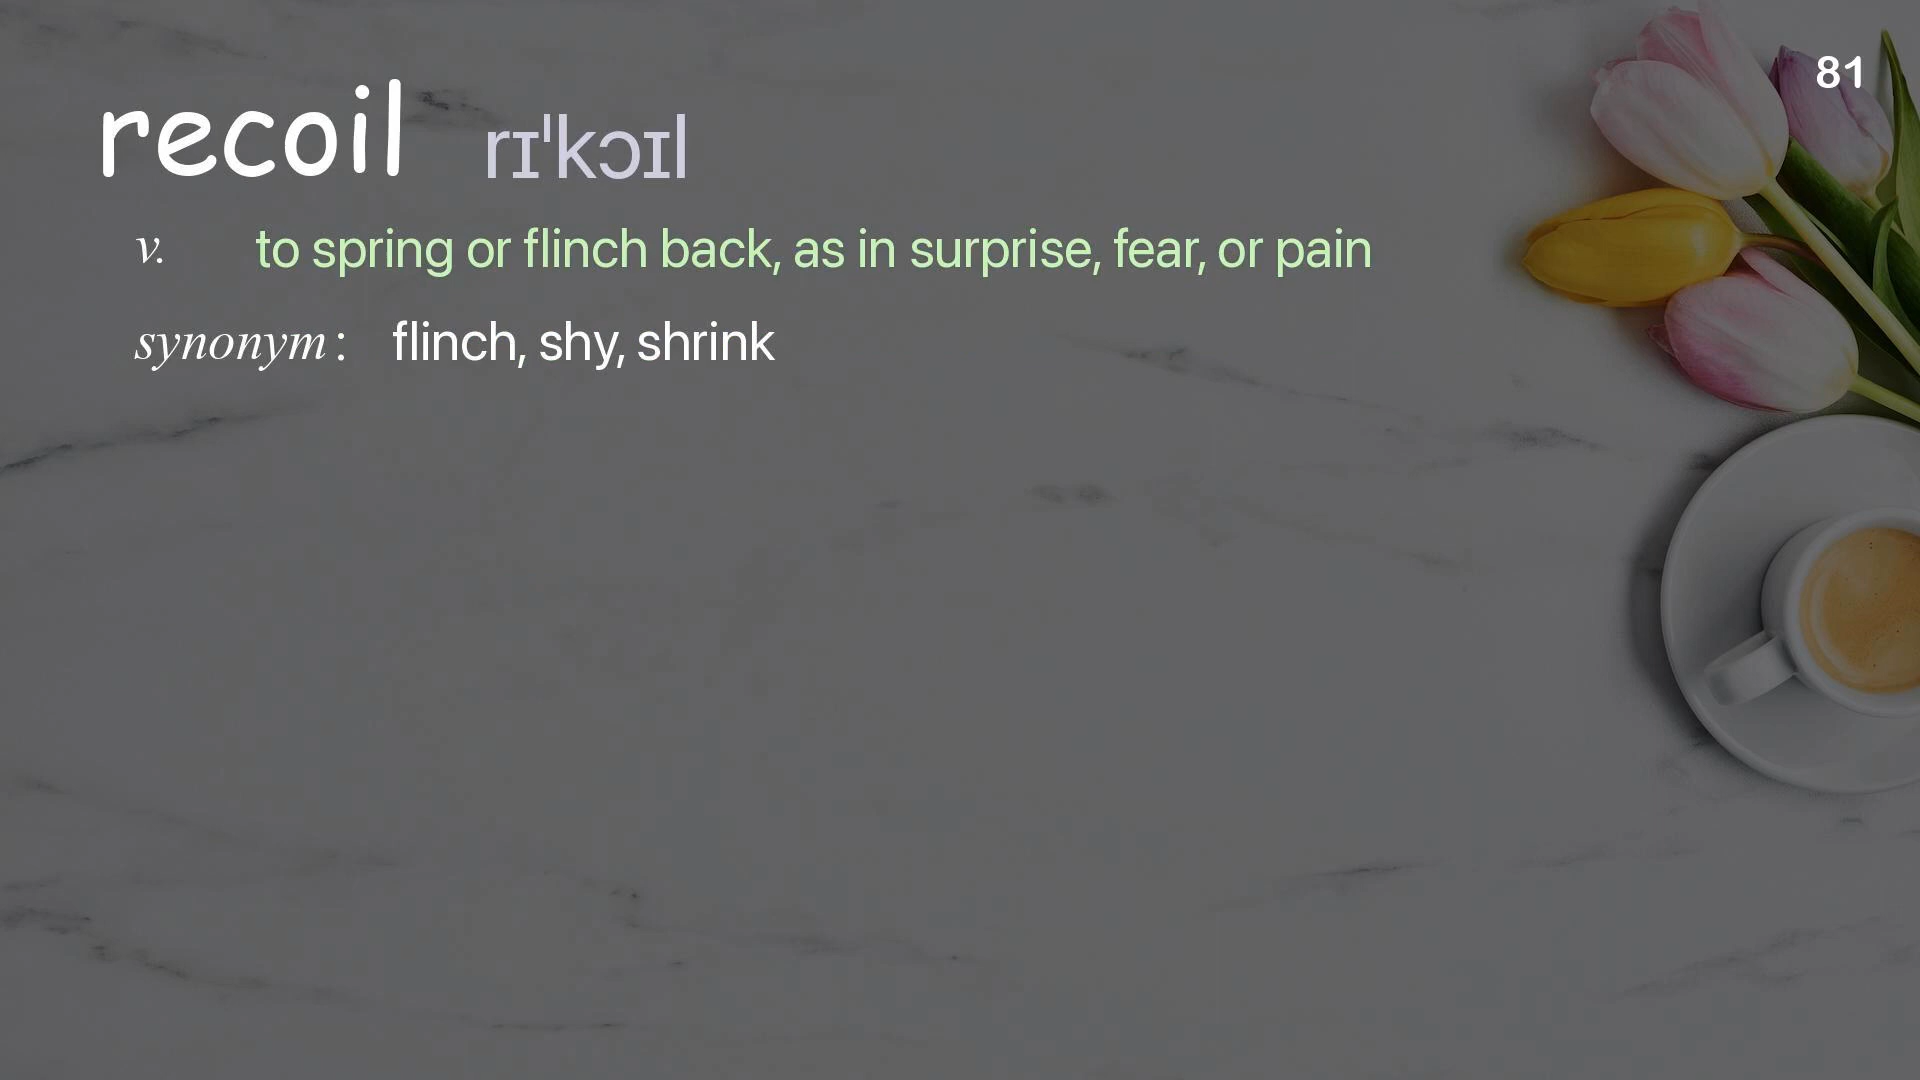 81
recoil rɪˈkɔɪl
v. to spring or flinch back, as in surprise, fear, or pain
synonym: flinch, shy, shrink